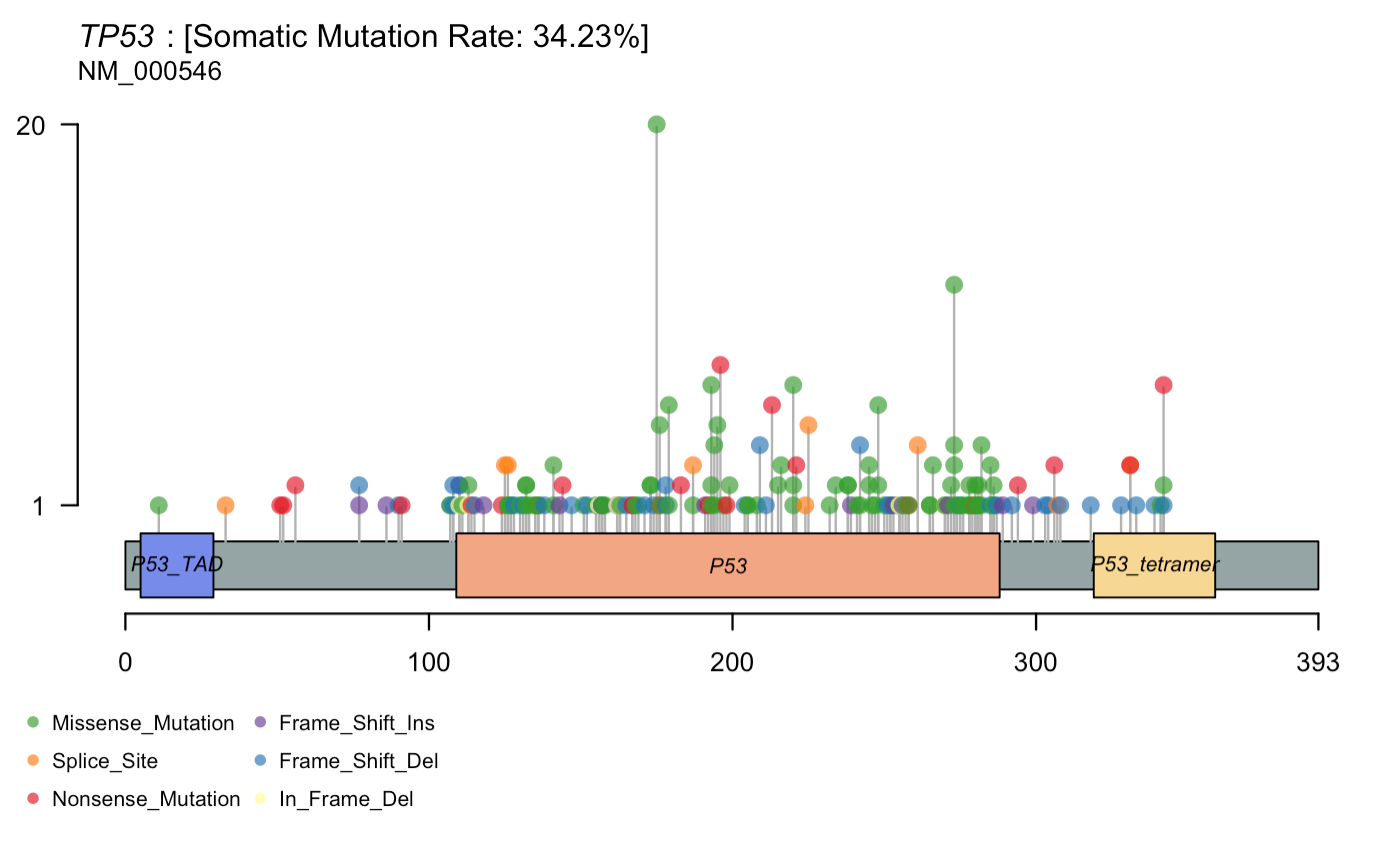 TP53 : [Somatic Mutation Rate: 34.23%]
NM_000546
20
1
P53_TAD
P53
P53_tetramer
0 100 200 300 393
Missense_Mutation Frame_Shift_Ins
Splice_Site Frame_Shift_Del
Nonsense_Mutation In_Frame_Del